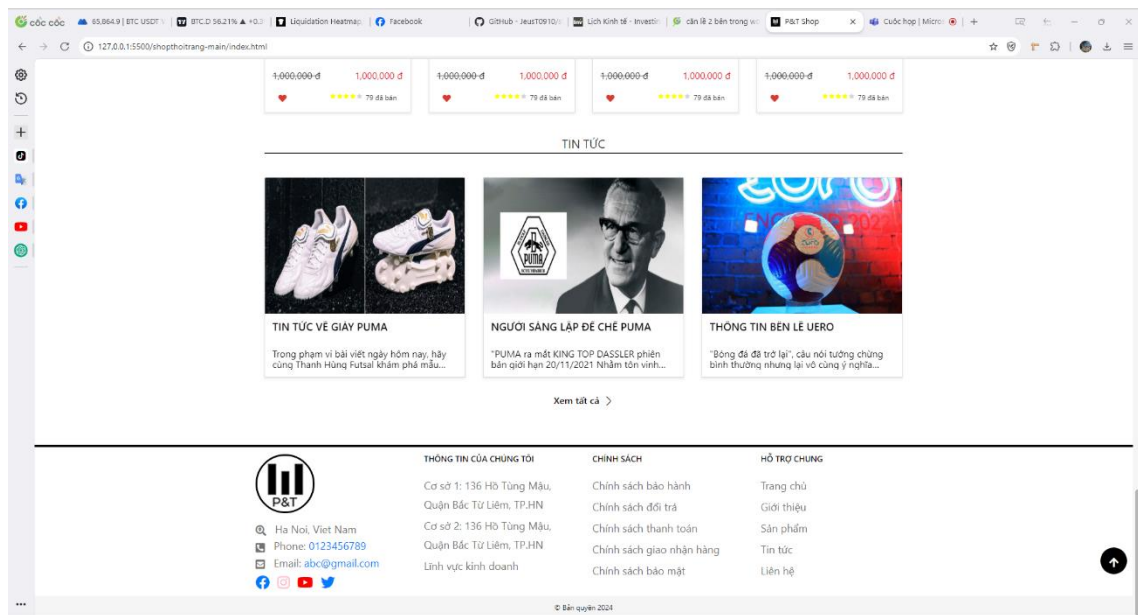 cốc cốc
65,864.9 | BTC USDT
BTC.D 56.21% ▲ +0.
Liquidation Heatmap
Facebook
GitHub - JeusT0910/
Lịch Kinh tế - Investin
căn lề 2 bên trong w
P&T Shop
Cuộc họp | Micro
127.0.0.1:5500/shopthoitrang-main/index.html
1,000,000 đ 1,000,000 đ 1,000,000 đ 1,000,000 đ 1,000,000 đ 1,000,000 đ 1,000,000 đ 1,000,000 đ
79 đã bán 79 đã bán 79 đã bán 79 đã bán
TIN TỨC
PUMA
TIN TỨC VỀ GIÀY PUMA
Trong phạm vi bài viết ngày hôm nay, hãy
cùng Thanh Hùng Futsal khám phá mẫu...
NGƯỜI SÁNG LẬP ĐẾ CHẾ PUMA
"PUMA ra mắt KING TOP DASSLER phiên
bản giới hạn 20/11/2021 Nhằm tôn vinh...
THÔNG TIN BÊN LỀ UERO
"Bóng đá đã trở lại", câu nói tưởng chừng
bình thường nhưng lại vô cùng ý nghĩa...
Xem tất cả
P&T
Ha Noi, Viet Nam
Phone: 0123456789
Email: abc@gmail.com
THÔNG TIN CỦA CHÚNG TÔI
Cơ sở 1: 136 Hồ Tùng Mậu,
Quận Bắc Từ Liêm, TP.HN
Cơ sở 2: 136 Hồ Tùng Mậu,
Quận Bắc Từ Liêm, TP.HN
Lĩnh vực kinh doanh
CHÍNH SÁCH
Chính sách bảo hành
Chính sách đổi trả
Chính sách thanh toán
Chính sách giao nhận hàng
Chính sách bảo mật
HỖ TRỢ CHUNG
Trang chủ
Giới thiệu
Sản phẩm
Tin tức
Liên hệ
© Bản quyền 2024